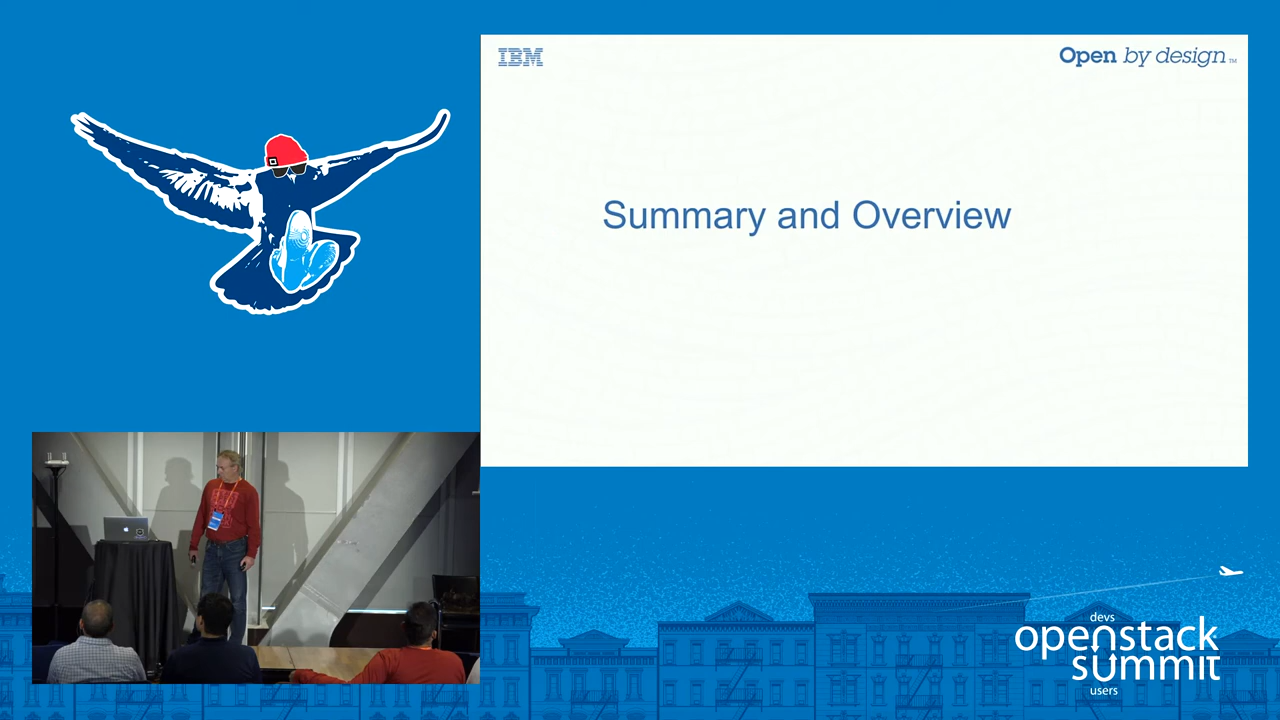 IBM
Open by design™
Summary and Overview
devs
openstack
summit
users